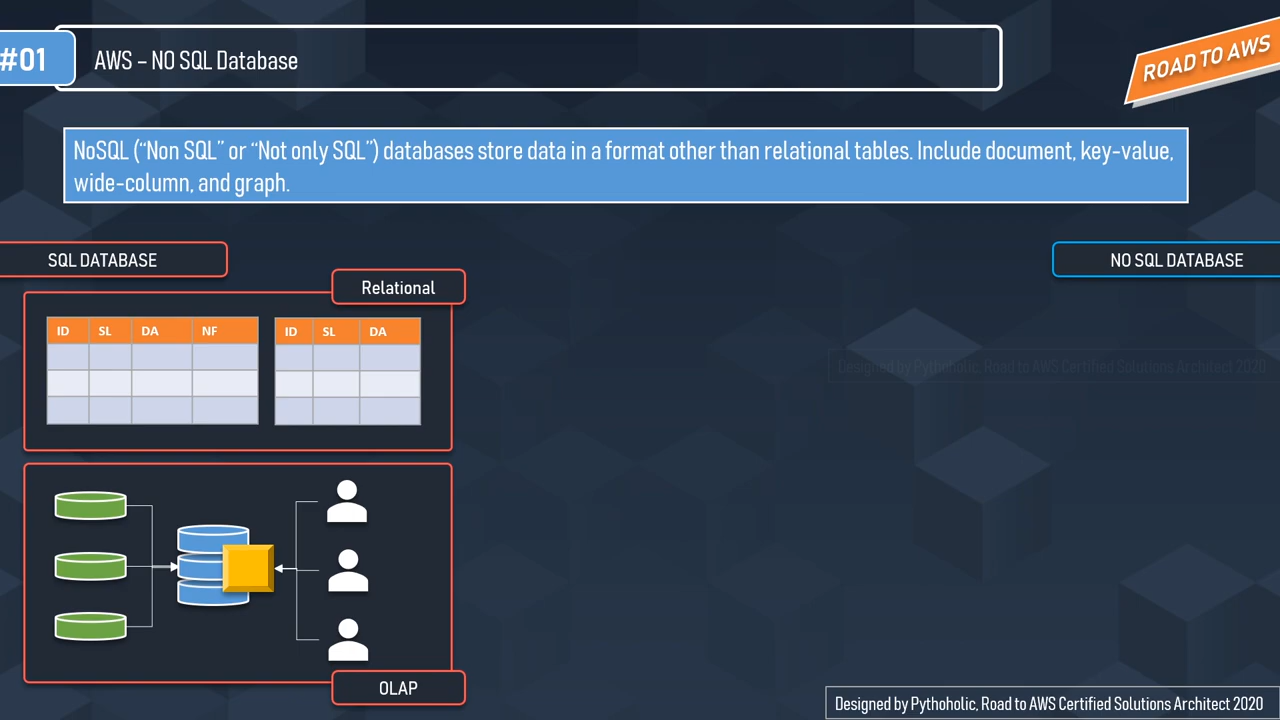 #01
AWS – NO SQL Database
ROAD TO AWS
NoSQL (“Non SQL” or “Not only SQL”) databases store data in a format other than relational tables. Include document, key-value,
wide-column, and graph.
SQL DATABASE
NO SQL DATABASE
Relational
ID SL DA NF
ID SL DA
Designed by Pythoholic, Road to AWS Certified Solutions Architect 2020
OLAP
Designed by Pythoholic, Road to AWS Certified Solutions Architect 2020